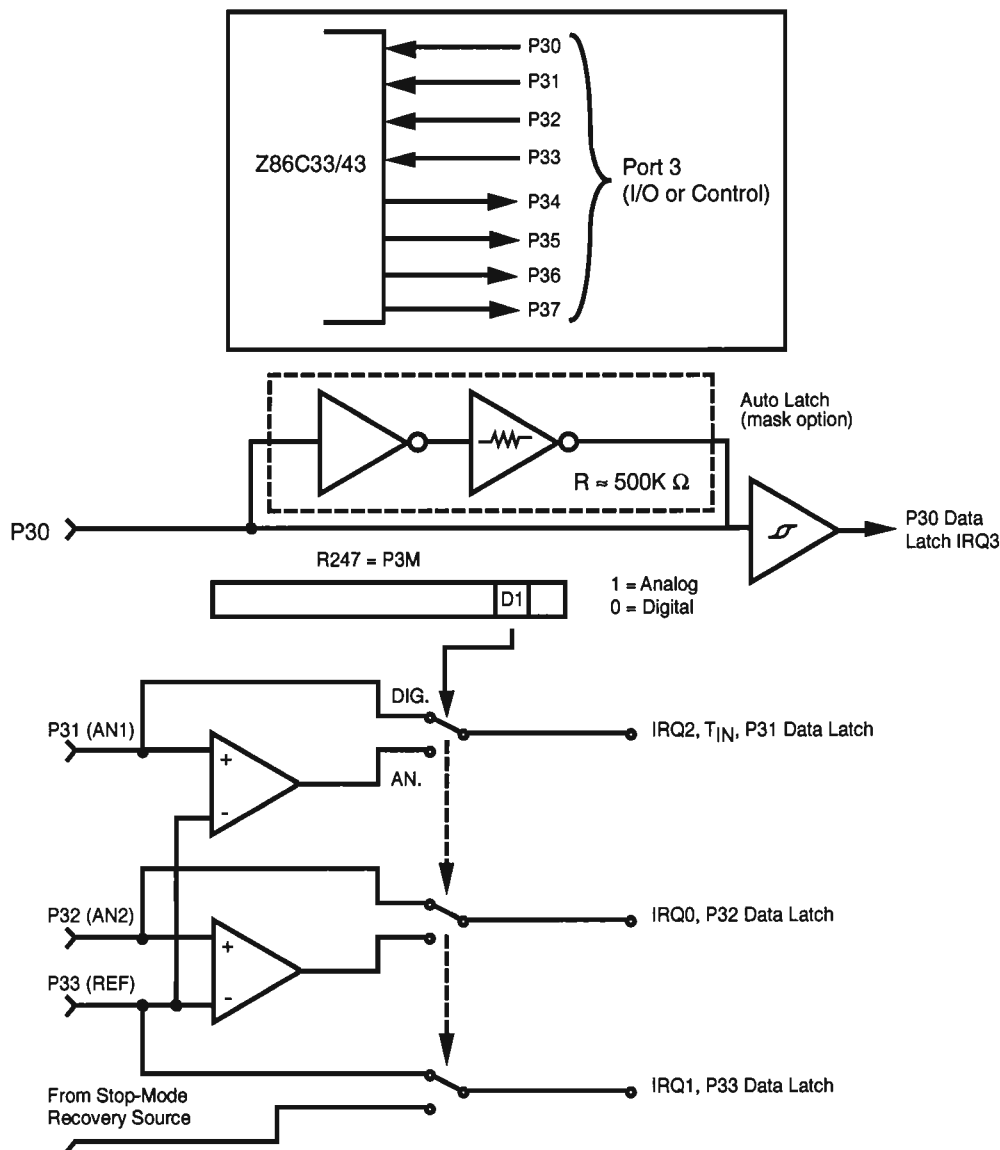 P30
P31
P32
Z86C33/43
P33
Port 3
(I/O or Control)
P34
P35
P36
P37
Auto Latch
(mask option)
R ≈ 500K Ω
P30
P30 Data
Latch IRQ3
R247 = P3M
D1
1 = Analog
0 = Digital
DIG.
P31 (AN1)
IRQ2, TIN, P31 Data Latch
+
AN.
-
P32 (AN2)
IRQ0, P32 Data Latch
+
P33 (REF)
-
From Stop-Mode
Recovery Source
IRQ1, P33 Data Latch